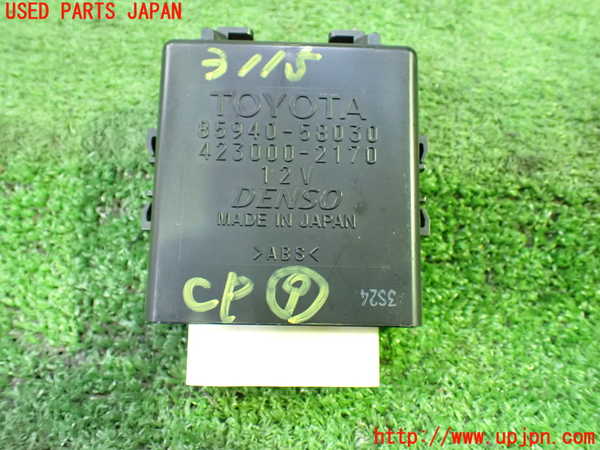 USED PARTS JAPAN
3115
TOYOTA
85940-58030
423000-2170
12V
DENSO
MADE IN JAPAN
>ABS<
CP 9
3S24
http://www.upjpn.com